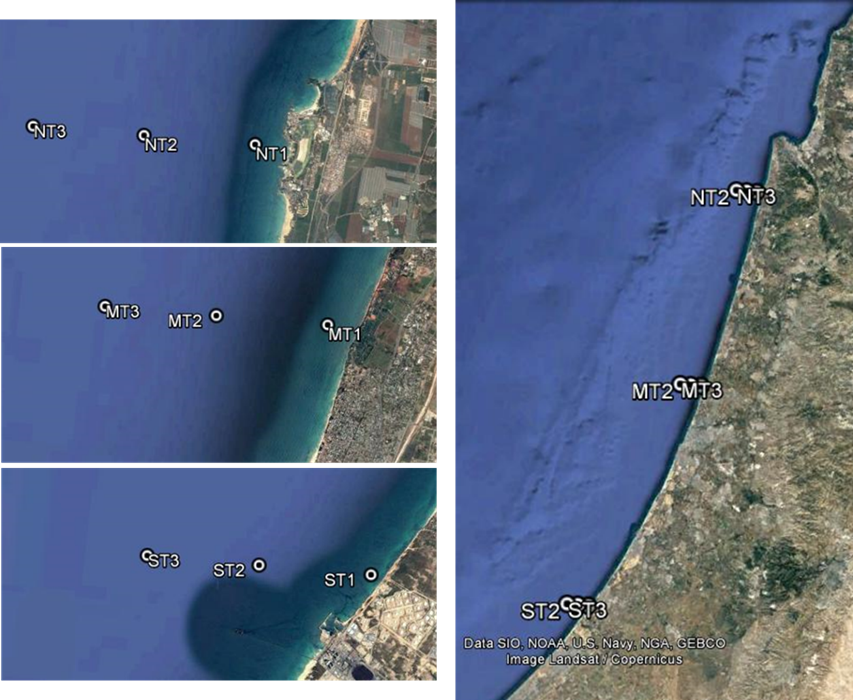 NT3
NT2
NT1
MT3
MT2
MT1
ST3
ST2
ST1
NT2 NT3
MT2 MT3
ST2 ST3
Data SIO, NOAA, U.S. Navy, NGA, GEBCO
Image Landsat / Copernicus